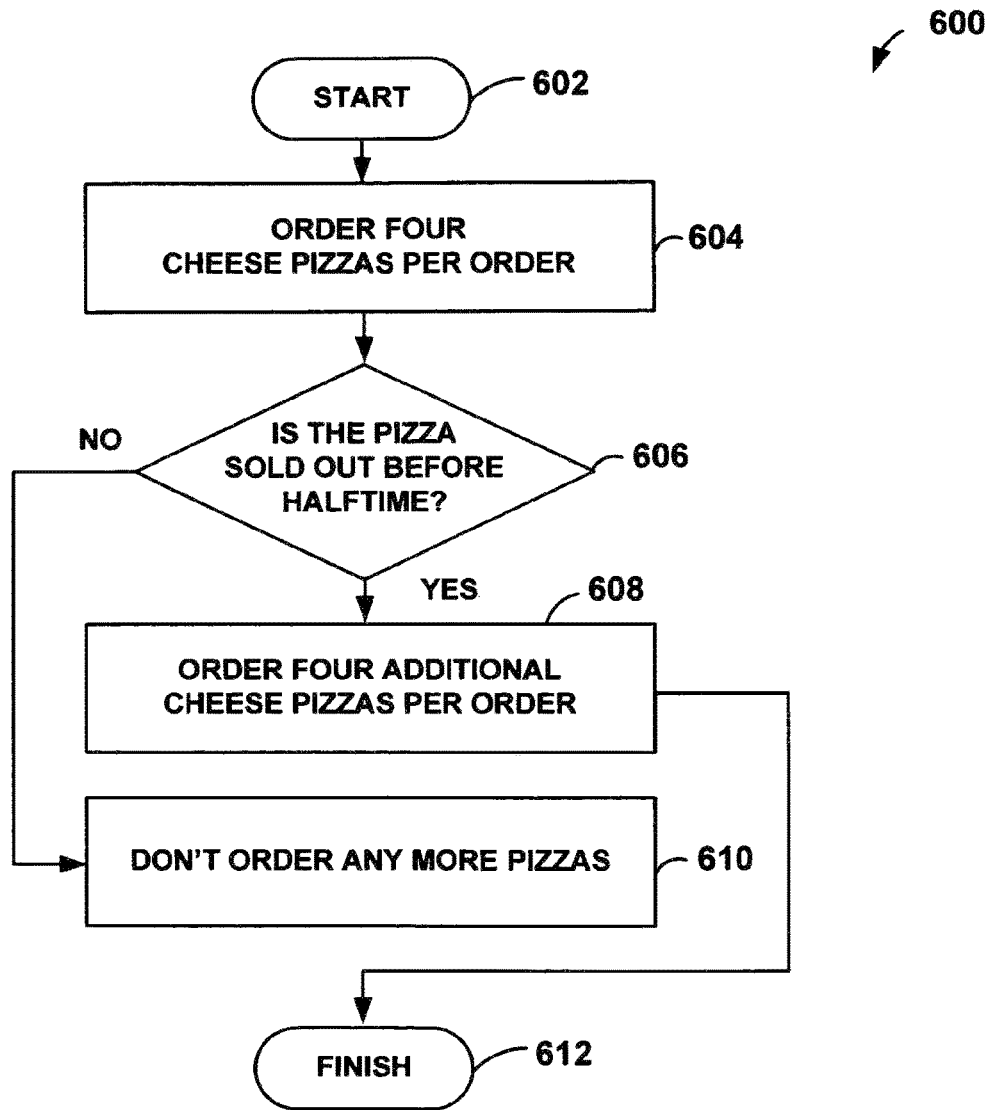 600
START
602
ORDER FOUR
CHEESE PIZZAS PER ORDER
604
NO
IS THE PIZZA
SOLD OUT BEFORE
HALFTIME?
606
YES
608
ORDER FOUR ADDITIONAL
CHEESE PIZZAS PER ORDER
DON'T ORDER ANY MORE PIZZAS
610
FINISH
612